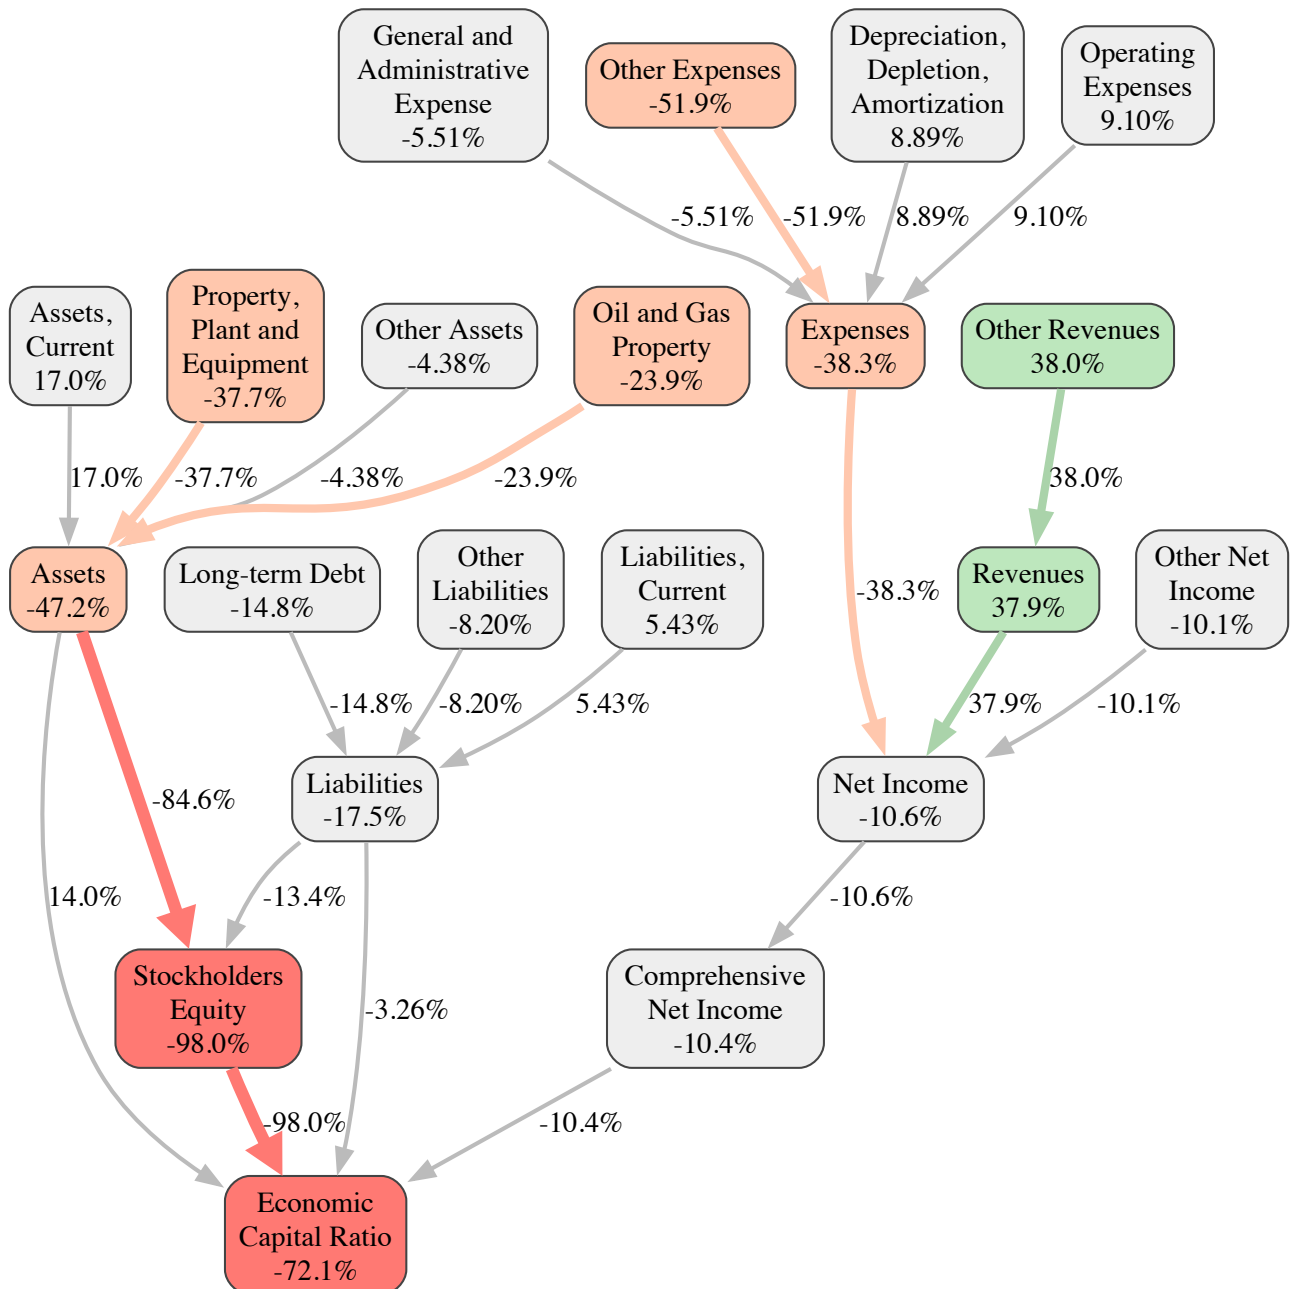 General and
Administrative
Expense
-5.51%
Other Expenses
-51.9%
Depreciation,
Depletion,
Amortization
8.89%
Operating
Expenses
9.10%
-5.51%
-51.9%
8.89%
9.10%
Assets,
Current
17.0%
Property,
Plant and
Equipment
-37.7%
Other Assets
-4.38%
Oil and Gas
Property
-23.9%
Expenses
-38.3%
Other Revenues
38.0%
17.0%
-37.7%
-4.38%
-23.9%
38.0%
Assets
-47.2%
Long-term Debt
-14.8%
Other
Liabilities
-8.20%
Liabilities,
Current
5.43%
-38.3%
Revenues
37.9%
Other Net
Income
-10.1%
-14.8%
-8.20%
5.43%
37.9%
-10.1%
-84.6%
Liabilities
-17.5%
Net Income
-10.6%
14.0%
-13.4%
-10.6%
Stockholders
Equity
-98.0%
-3.26%
Comprehensive
Net Income
-10.4%
-98.0%
-10.4%
Economic
Capital Ratio
-72.1%